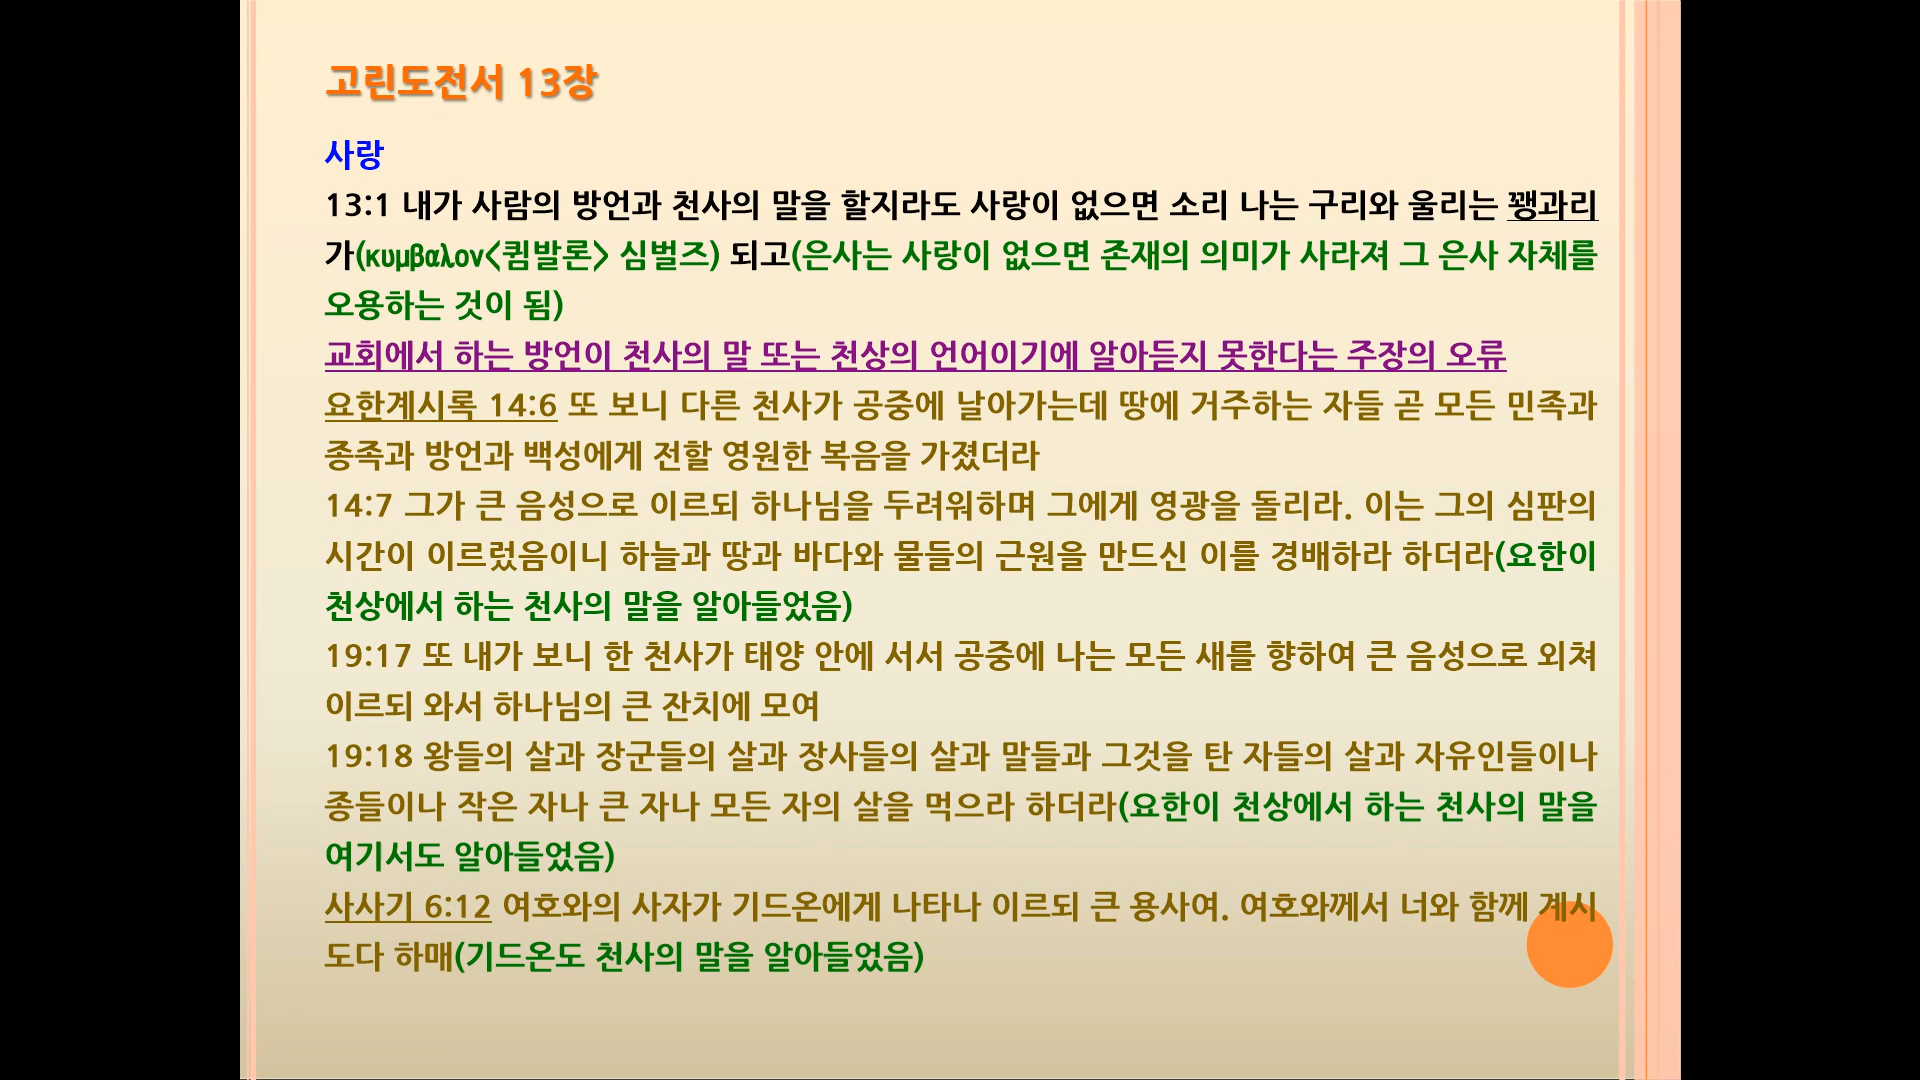 고린도전서 13장
사랑
13:1 내가 사람의 방언과 천사의 말을 할지라도 사랑이 없으면 소리 나는 구리와 울리는 꽹과리
가(κυμβαλον<큄발론> 심벌즈) 되고(은사는 사랑이 없으면 존재의 의미가 사라져 그 은사 자체를
오용하는 것이 됨)
교회에서 하는 방언이 천사의 말 또는 천상의 언어이기에 알아듣지 못한다는 주장의 오류
요한계시록 14:6 또 보니 다른 천사가 공중에 날아가는데 땅에 거주하는 자들 곧 모든 민족과
종족과 방언과 백성에게 전할 영원한 복음을 가졌더라
14:7 그가 큰 음성으로 이르되 하나님을 두려워하며 그에게 영광을 돌리라. 이는 그의 심판의
시간이 이르렀음이니 하늘과 땅과 바다와 물들의 근원을 만드신 이를 경배하라 하더라(요한이
천상에서 하는 천사의 말을 알아들었음)
19:17 또 내가 보니 한 천사가 태양 안에 서서 공중에 나는 모든 새를 향하여 큰 음성으로 외쳐
이르되 와서 하나님의 큰 잔치에 모여
19:18 왕들의 살과 장군들의 살과 장사들의 살과 말들과 그것을 탄 자들의 살과 자유인들이나
종들이나 작은 자나 큰 자나 모든 자의 살을 먹으라 하더라(요한이 천상에서 하는 천사의 말을
여기서도 알아들었음)
사사기 6:12 여호와의 사자가 기드온에게 나타나 이르되 큰 용사여. 여호와께서 너와 함께 계시
도다 하매(기드온도 천사의 말을 알아들었음)